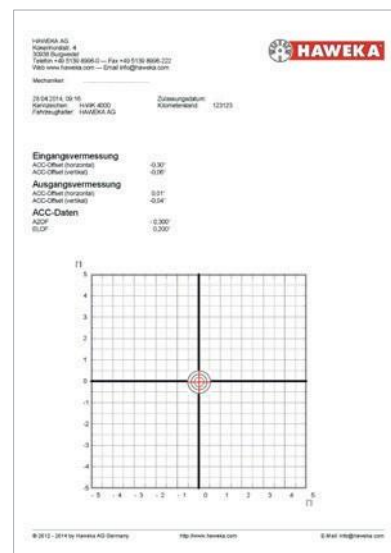 HAWEKA AG
30938 Burgwedel
Telefon +49 5139 8996-0 — Fax +49 5139 8996-222
Web www.haweka.com — Email info@haweka.com
HAWEKA
Mechaniker:
28.04.2014, 09:16
Zulassungsdatum:
Kennzeichen: HAWK 4000
Kilometerstand: 123123
Fahrzeughalter: HAWEKA AG
Eingangsvermessung
ACC-Offset (horizontal) -0,30°
ACC-Offset (vertikal) -0,06°
Ausgangsvermessung
ACC-Offset (horizontal) 0,01°
ACC-Offset (vertikal) -0,04°
ACC-Daten
AZOF - 0,300°
ELOF 0,200°
[°]
5
4
3
2
1
0
-1
-2
-3
-4
-5
- 5 - 4 - 3 - 2 - 1 0 1 2 3 4 5
[°]
© 2012 - 2014 by Haweka AG Germany http://www.haweka.com E-Mail: info@haweka.com